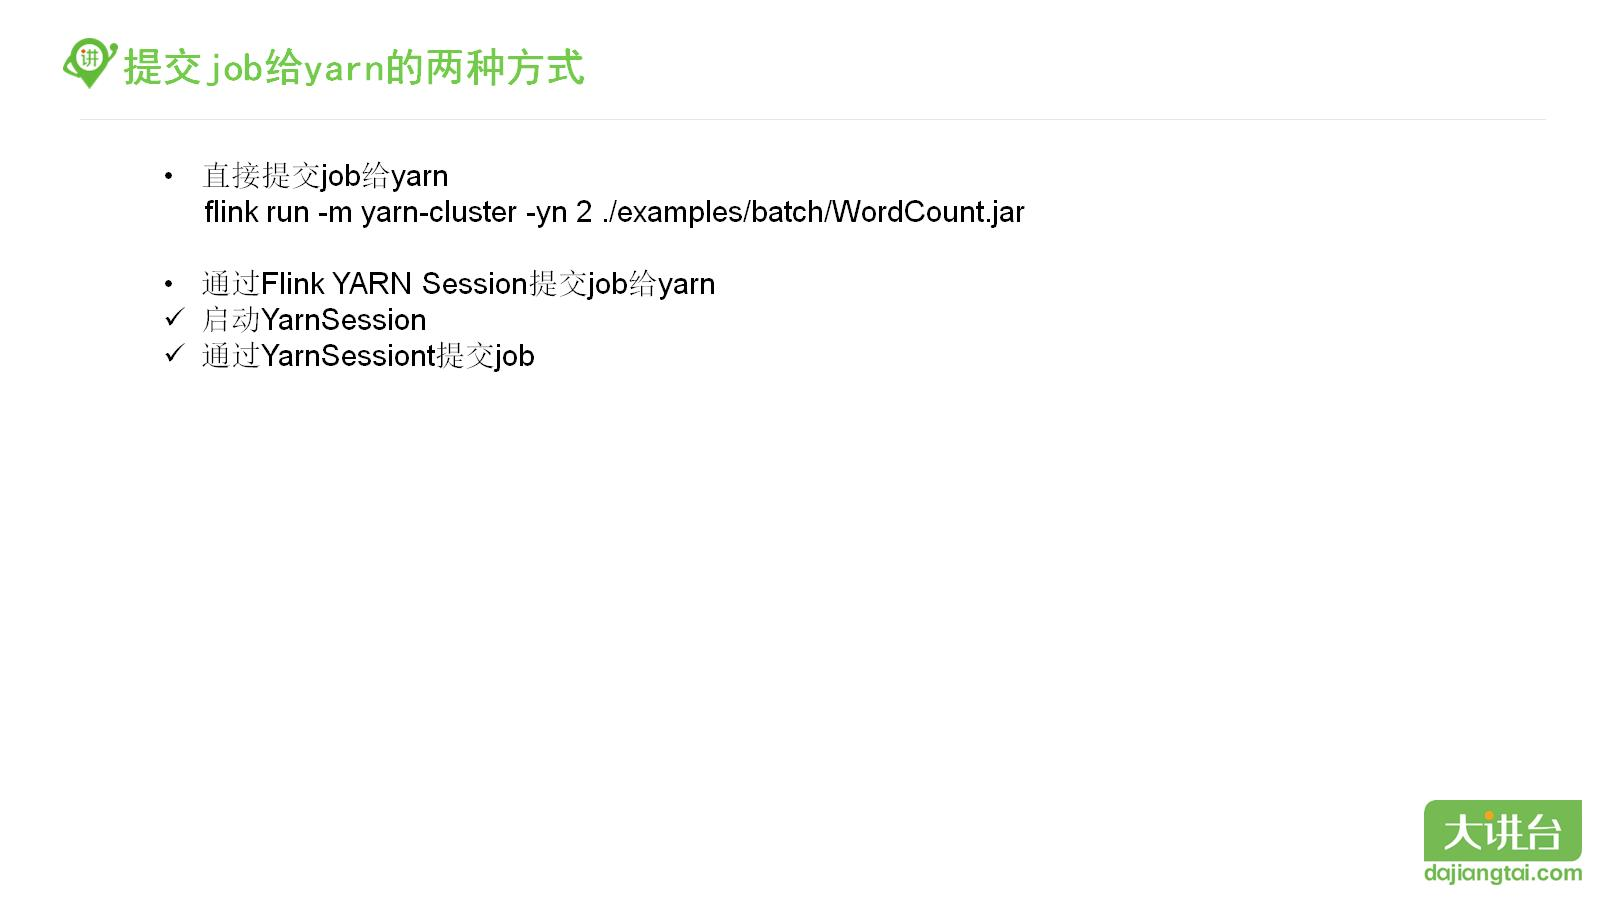 讲
提交job给yarn的两种方式
• 直接提交job给yarn
flink run -m yarn-cluster -yn 2 ./examples/batch/WordCount.jar
• 通过Flink YARN Session提交job给yarn
✓ 启动YarnSession
✓ 通过YarnSessiont提交job
大讲台
dajiangtai.com